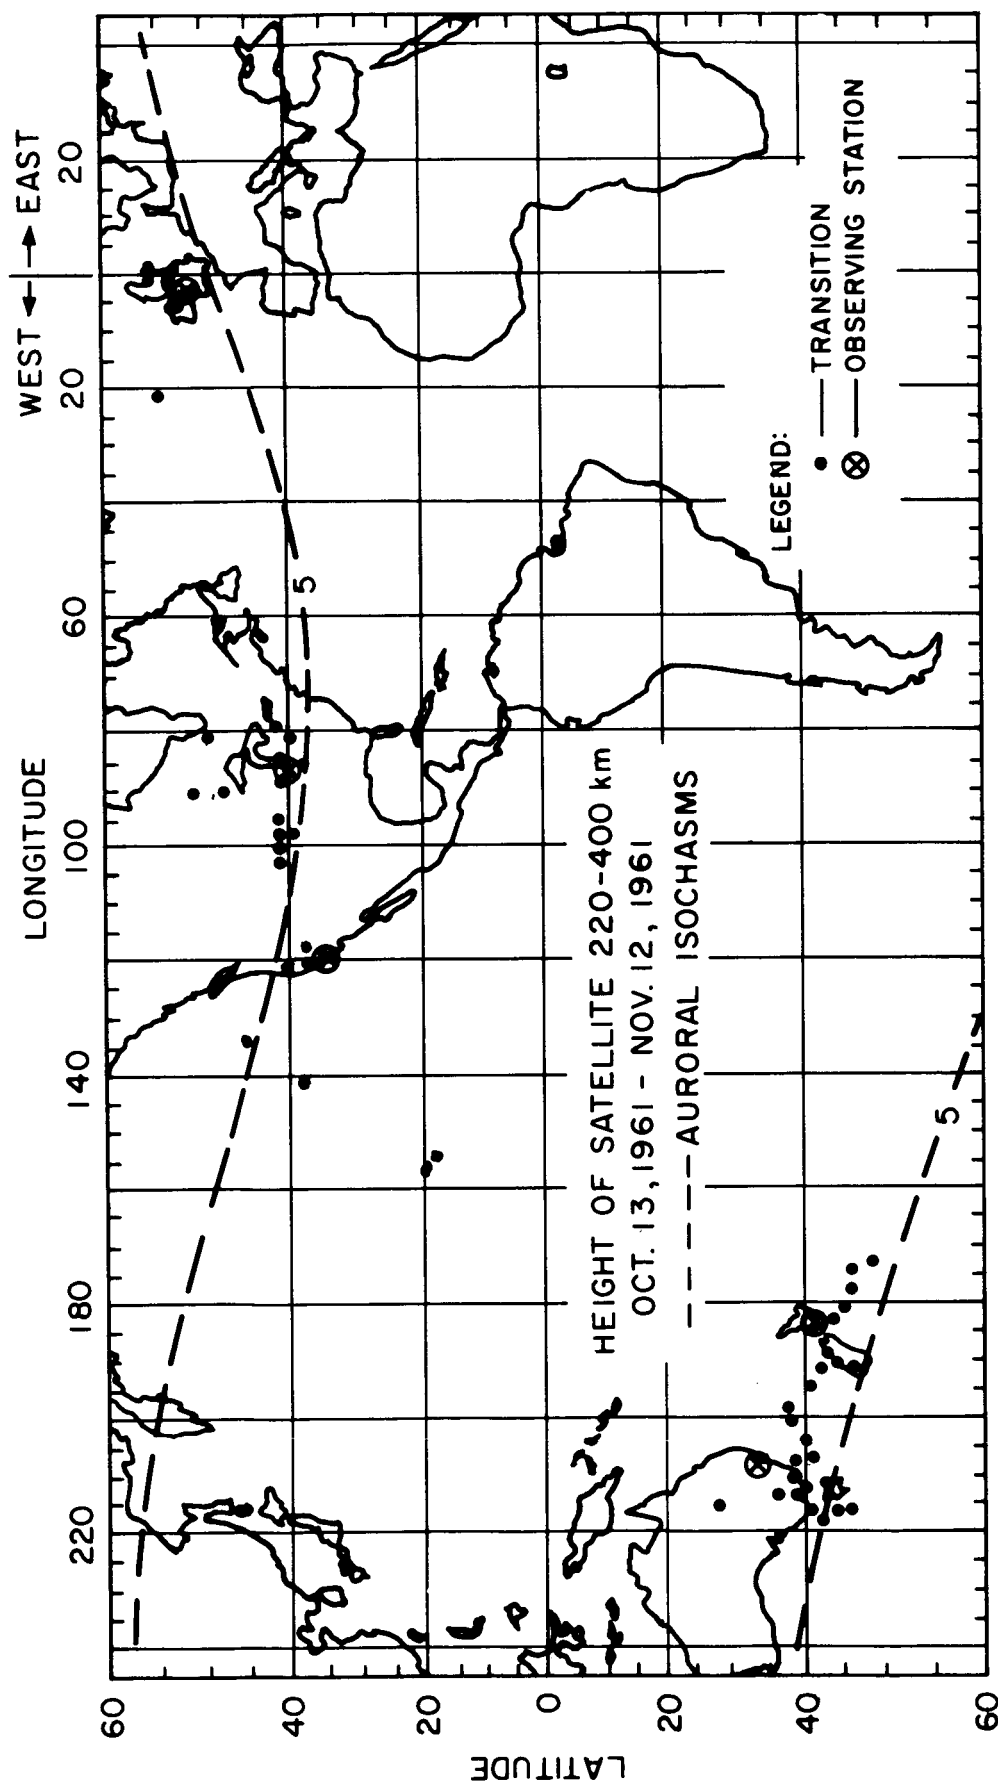 LONGITUDE
WEST ← → EAST
220 180 140 100 60 20 20
LATITUDE
60
40
20
0
20
40
60
5
5
HEIGHT OF SATELLITE 220-400 km
OCT. 13, 1961 - NOV. 12, 1961
--- AURORAL ISOCHASMS
LEGEND:
● — TRANSITION
⊗ — OBSERVING STATION